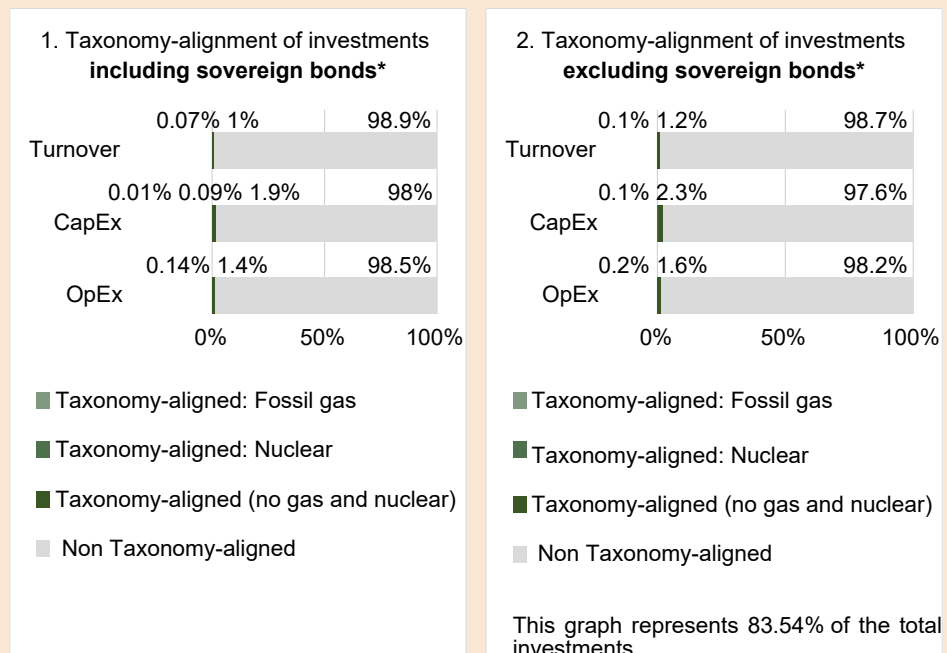 1. Taxonomy-alignment of investments
including sovereign bonds*
0.07% 1% 98.9%
Turnover
0.01% 0.09% 1.9% 98%
CapEx
0.14% 1.4% 98.5%
OpEx
0% 50% 100%
Taxonomy-aligned: Fossil gas
Taxonomy-aligned: Nuclear
Taxonomy-aligned (no gas and nuclear)
Non Taxonomy-aligned
2. Taxonomy-alignment of investments
excluding sovereign bonds*
0.1% 1.2% 98.7%
Turnover
0.1% 2.3% 97.6%
CapEx
0.2% 1.6% 98.2%
OpEx
0% 50% 100%
Taxonomy-aligned: Fossil gas
Taxonomy-aligned: Nuclear
Taxonomy-aligned (no gas and nuclear)
Non Taxonomy-aligned
This graph represents 83.54% of the total
investments